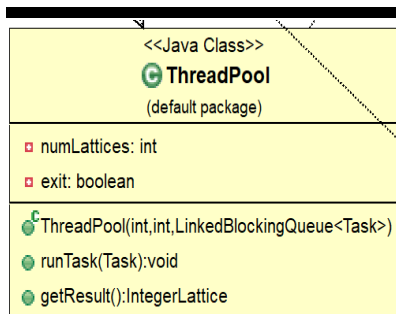 <<Java Class>>
C ThreadPool
(default package)
numLattices: int
exit: boolean
C ThreadPool(int,int,LinkedBlockingQueue<Task>)
runTask(Task):void
getResult():IntegerLattice